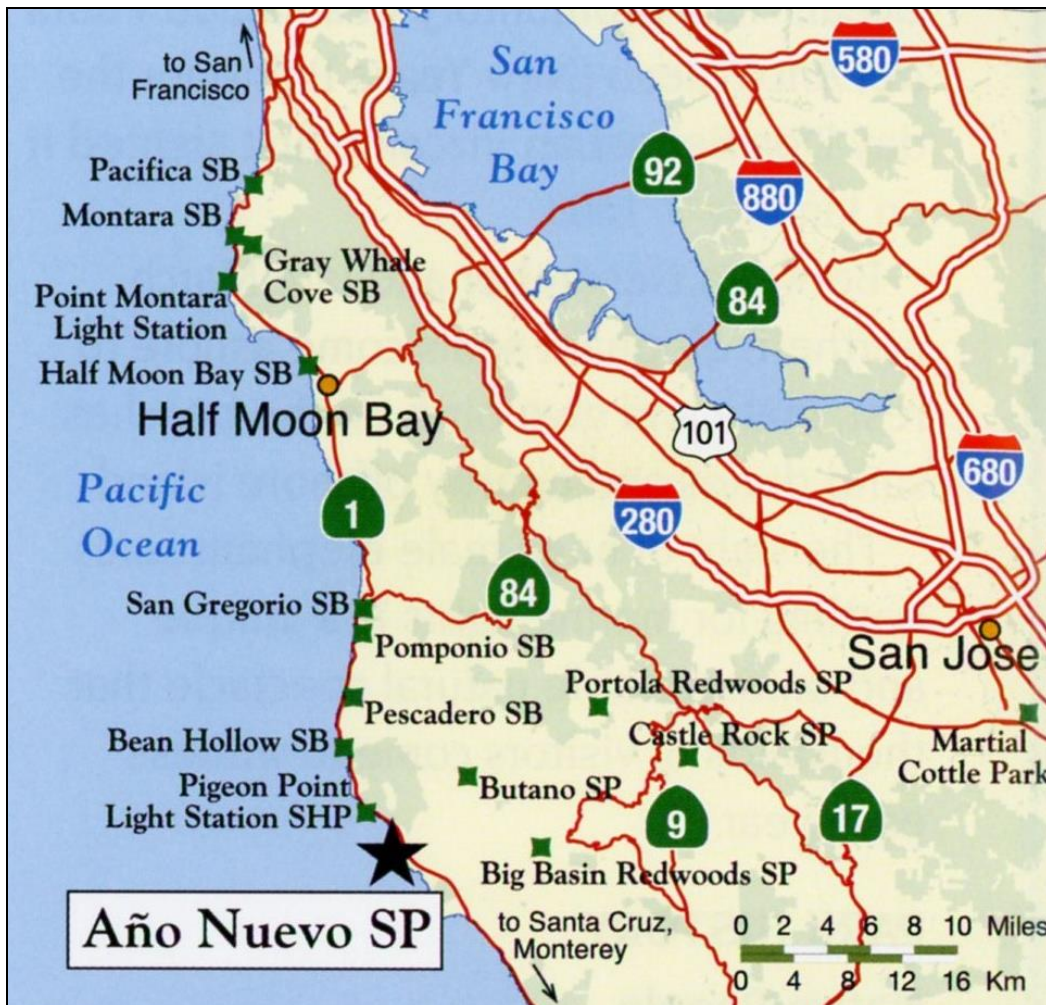 to San
Francisco
San
Francisco
Bay
580
92
880
Pacifica SB
Montara SB
Gray Whale
Cove SB
Point Montara
Light Station
84
Half Moon Bay SB
Half Moon Bay
101
Pacific
Ocean
1
280
680
84
San Gregorio SB
Pomponio SB
San Jose
Portola Redwoods SP
Pescadero SB
Castle Rock SP
Bean Hollow SB
Martial
Cottle Park
Pigeon Point
Light Station SHP
Butano SP
9
17
Big Basin Redwoods SP
Año Nuevo SP
to Santa Cruz,
Monterey
0 2 4 6 8 10 Miles
0 4 8 12 16 Km